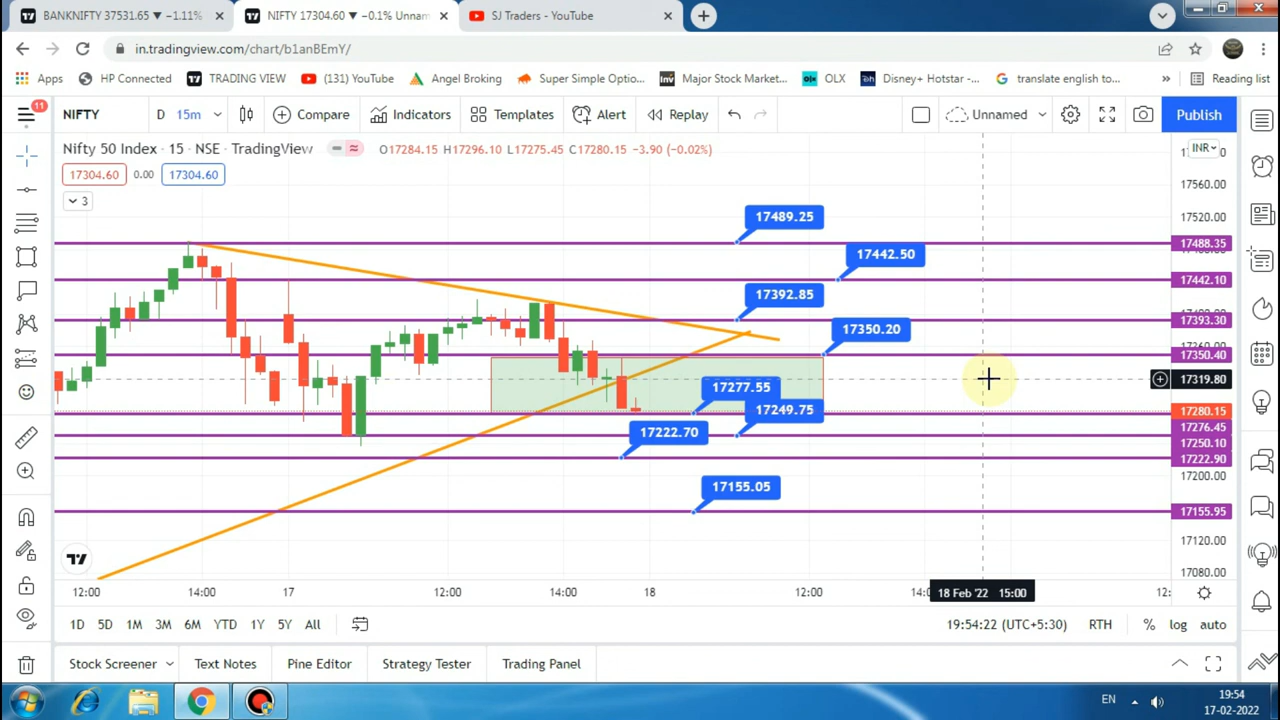 BANKNIFTY 37531.65 ▼ −1.11%
NIFTY 17304.60 ▼ −0.1% Unnam
SJ Traders - YouTube
in.tradingview.com/chart/b1anBEmY/
Apps
HP Connected
TRADING VIEW
(131) YouTube
Angel Broking
Super Simple Optio...
Major Stock Market...
OLX
Disney+ Hotstar -...
translate english to...
»
Reading list
11
NIFTY
D
15m
Compare
Indicators
Templates
Alert
Replay
Unnamed
Publish
Nifty 50 Index · 15 · NSE · TradingView
O17284.15 H17296.10 L17275.45 C17280.15 −3.90 (−0.02%)
INR
17304.60
0.00
17304.60
3
17560.00
17520.00
17489.25
17488.35
17442.50
17442.10
17392.85
17393.30
17350.20
17350.40
17319.80
17277.55
17280.15
17249.75
17276.45
17222.70
17250.10
17222.90
17200.00
17155.05
17155.95
17120.00
17080.00
12:00
14:00
17
12:00
14:00
18
12:00
18 Feb '22 15:00
1D
5D
1M
3M
6M
YTD
1Y
5Y
All
19:54:22 (UTC+5:30)
RTH
%
log
auto
Stock Screener
Text Notes
Pine Editor
Strategy Tester
Trading Panel
EN
19:54
17-02-2022